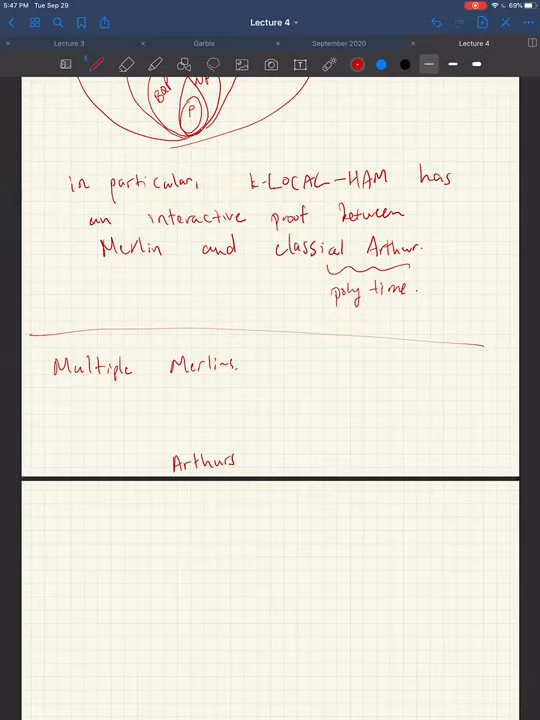 5:47 PM Tue Sep 29
69%
Lecture 4
Lecture 3
Garble
September 2020
Lecture 4
BQP
NP
P
in particular, k-LOCAL-HAM has
an interactive proof between
Merlin and classical Arthur.
poly time.
Multiple Merlins.
Arthurs